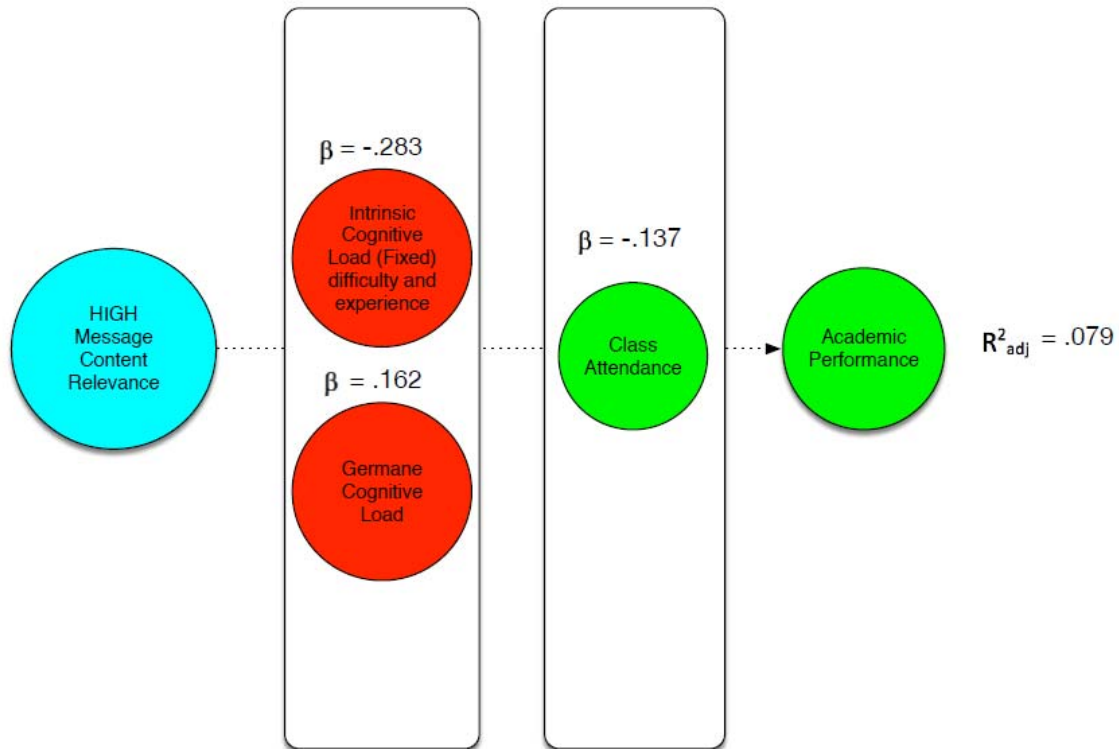 HIGH
Message
Content
Relevance
β = -.283
Intrinsic
Cognitive
Load (Fixed)
difficulty and
experience
β = .162
Germane
Cognitive
Load
β = -.137
Class
Attendance
Academic
Performance
R²adj = .079